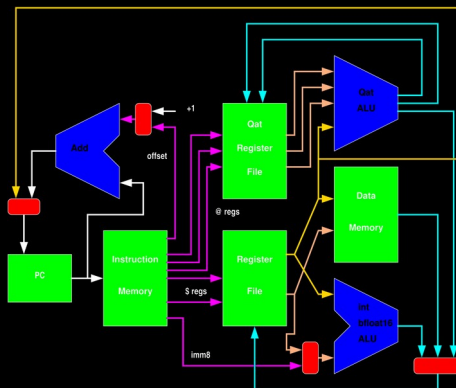 Qat
ALU
+1
Qat
Register
File
Add
offset
Data
Memory
@ regs
Instruction
Memory
Register
File
PC
$ regs
int
bfloat16
ALU
imm8